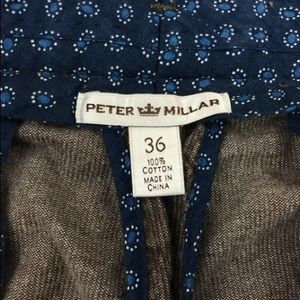 PETER MILLAR
36
100%
COTTON
MADE IN
CHINA